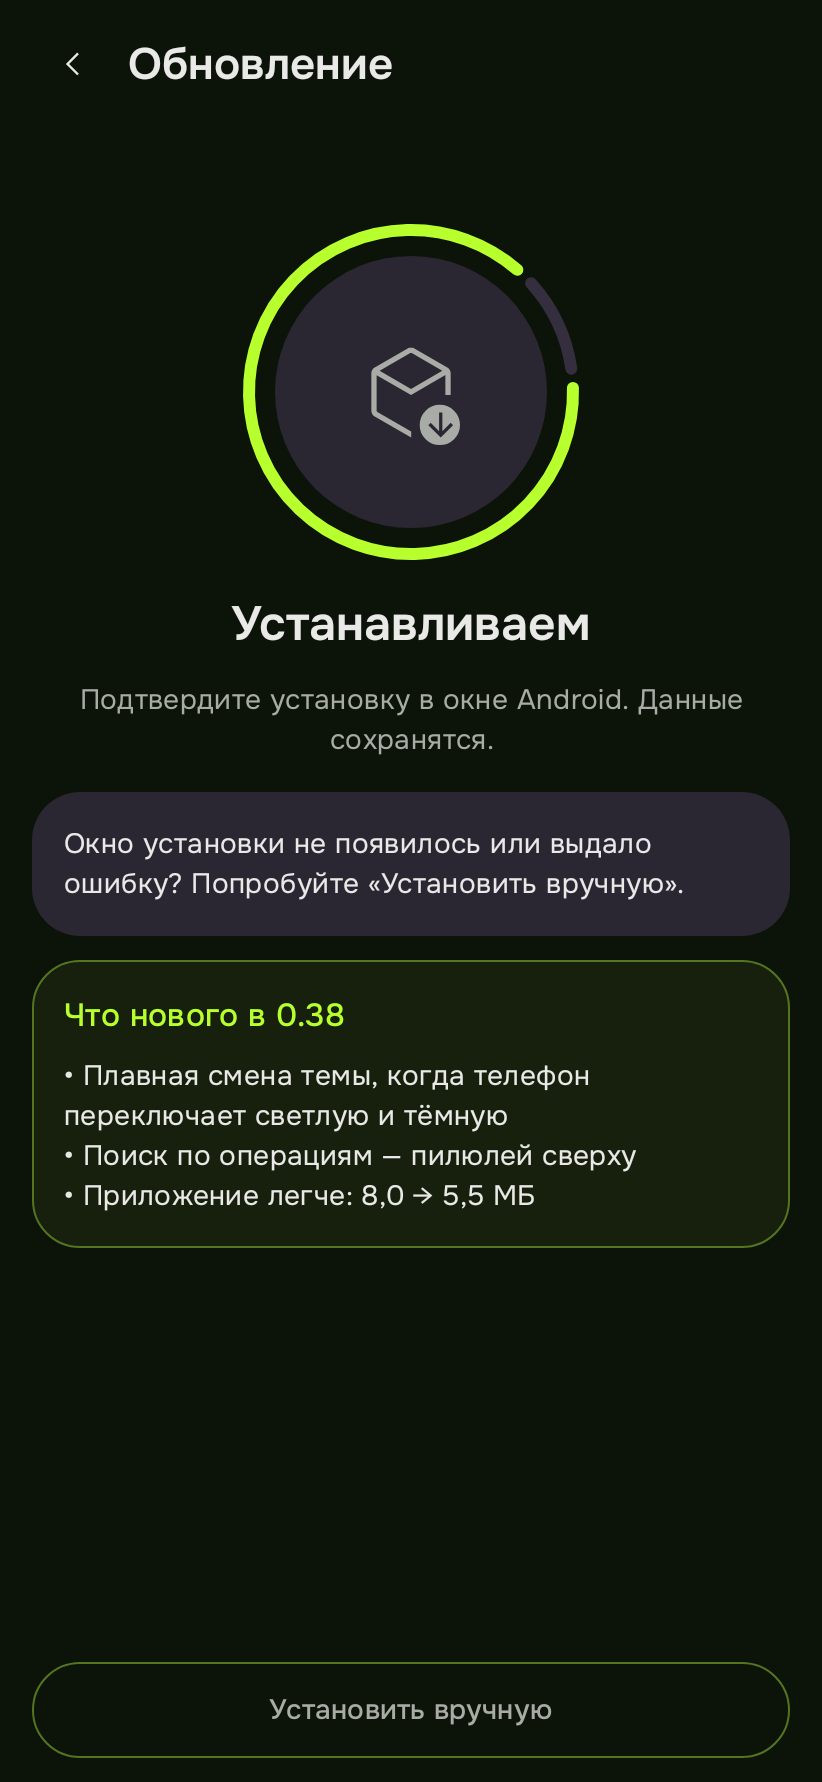 Обновление
Устанавливаем
Подтвердите установку в окне Android. Данные
сохранятся.
Окно установки не появилось или выдало
ошибку? Попробуйте «Установить вручную».
Что нового в 0.38
• Плавная смена темы, когда телефон
переключает светлую и тёмную
• Поиск по операциям — пилюлей сверху
• Приложение легче: 8,0 → 5,5 МБ
Установить вручную